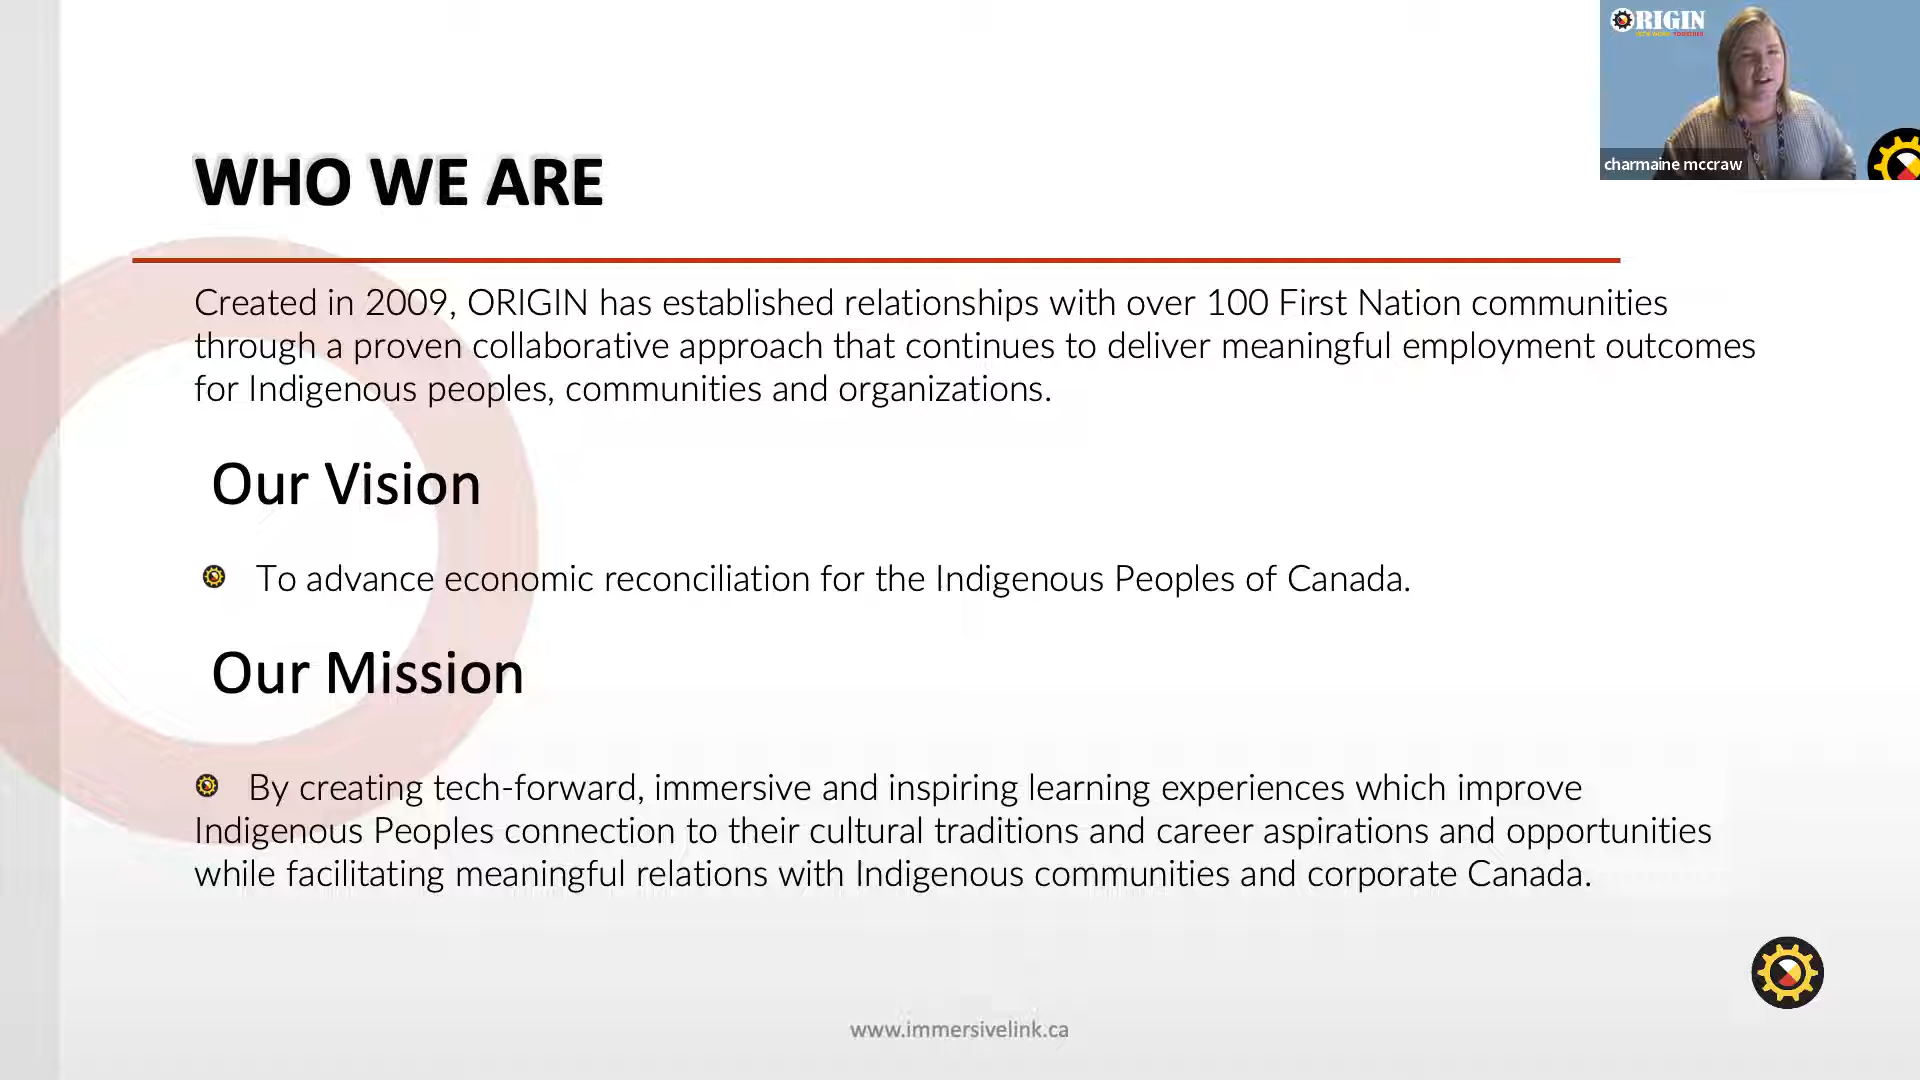 WHO WE ARE
Created in 2009, ORIGIN has established relationships with over 100 First Nation communities
through a proven collaborative approach that continues to deliver meaningful employment outcomes
for Indigenous peoples, communities and organizations.
Our Vision
To advance economic reconciliation for the Indigenous Peoples of Canada.
Our Mission
By creating tech-forward, immersive and inspiring learning experiences which improve
Indigenous Peoples connection to their cultural traditions and career aspirations and opportunities
while facilitating meaningful relations with Indigenous communities and corporate Canada.
www.immersivelink.ca
ORIGIN
charmaine mccraw